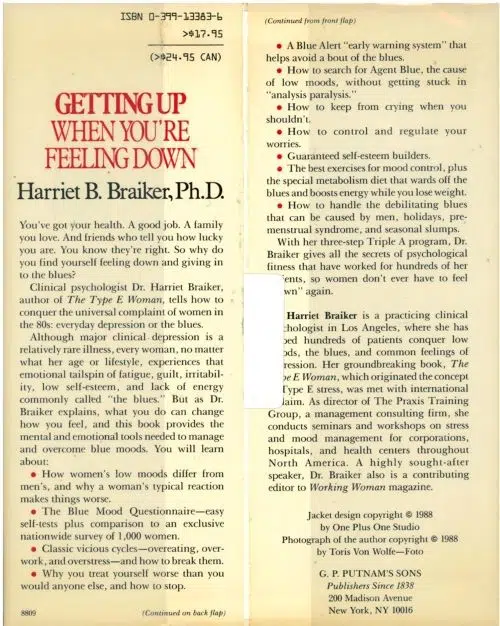 ISBN 0-399-13383-6
>$17.95
(>$24.95 CAN)
GETTING UP
WHEN YOU'RE
FEELING DOWN
Harriet B. Braiker, Ph.D.
You've got your health. A good job. A family
you love. And friends who tell you how lucky
you are. You know they're right. So why do
you find yourself feeling down and giving in
to the blues?
Clinical psychologist Dr. Harriet Braiker,
author of The Type E Woman, tells how to
conquer the universal complaint of women in
the 80s: everyday depression or the blues.
Although major clinical depression is a
relatively rare illness, every woman, no matter
what her age or lifestyle, experiences that
emotional tailspin of fatigue, guilt, irritabil-
ity, low self-esteem, and lack of energy
commonly called "the blues." But as Dr.
Braiker explains, what you do can change
how you feel, and this book provides the
mental and emotional tools needed to manage
and overcome blue moods. You will learn
about:
• How women's low moods differ from
men's, and why a woman's typical reaction
makes things worse.
• The Blue Mood Questionnaire—easy
self-tests plus comparison to an exclusive
nationwide survey of 1,000 women.
• Classic vicious cycles—overeating, over-
work, and overstress—and how to break them.
• Why you treat yourself worse than you
would anyone else, and how to stop.
8809
(Continued on back flap)
(Continued from front flap)
• A Blue Alert "early warning system" that
helps avoid a bout of the blues.
• How to search for Agent Blue, the cause
of low moods, without getting stuck in
"analysis paralysis."
• How to keep from crying when you
shouldn't.
• How to control and regulate your
worries.
• Guaranteed self-esteem builders.
• The best exercises for mood control, plus
the special metabolism diet that wards off the
blues and boosts energy while you lose weight.
• How to handle the debilitating blues
that can be caused by men, holidays, pre-
menstrual syndrome, and seasonal slumps.
With her three-step Triple A program, Dr.
Braiker gives all the secrets of psychological
fitness that have worked for hundreds of her
ients, so women don't ever have to feel
wn" again.
Harriet Braiker is a practicing clinical
chologist in Los Angeles, where she has
ped hundreds of patients conquer low
ods, the blues, and common feelings of
ression. Her groundbreaking book, The
pe E Woman, which originated the concept
Type E stress, was met with international
laim. As director of The Praxis Training
Group, a management consulting firm, she
conducts seminars and workshops on stress
and mood management for corporations,
hospitals, and health centers throughout
North America. A highly sought-after
speaker, Dr. Braiker is also a contributing
editor to Working Woman magazine.
Jacket design copyright © 1988
by One Plus One Studio
Photograph of the author copyright © 1988
by Toris Von Wolfe—Foto
G. P. PUTNAM'S SONS
Publishers Since 1838
200 Madison Avenue
New York, NY 10016